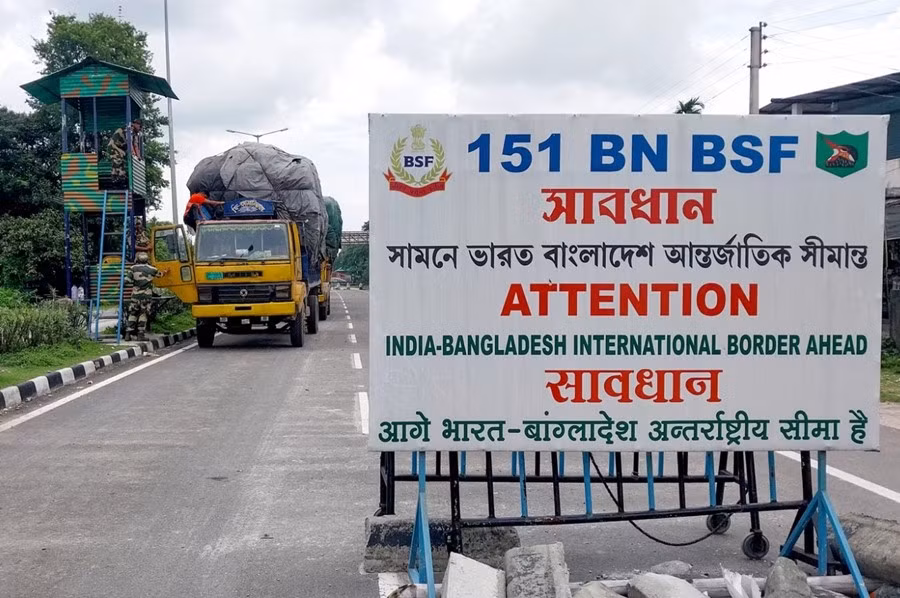 151 BN BSF
BSF
সাবধান
সামনে ভারত বাংলাদেশ আন্তর্জাতিক সীমান্ত
ATTENTION
INDIA-BANGLADESH INTERNATIONAL BORDER AHEAD
सावधान
आगे भारत-बांग्लादेश अन्तर्राष्ट्रीय सीमा है